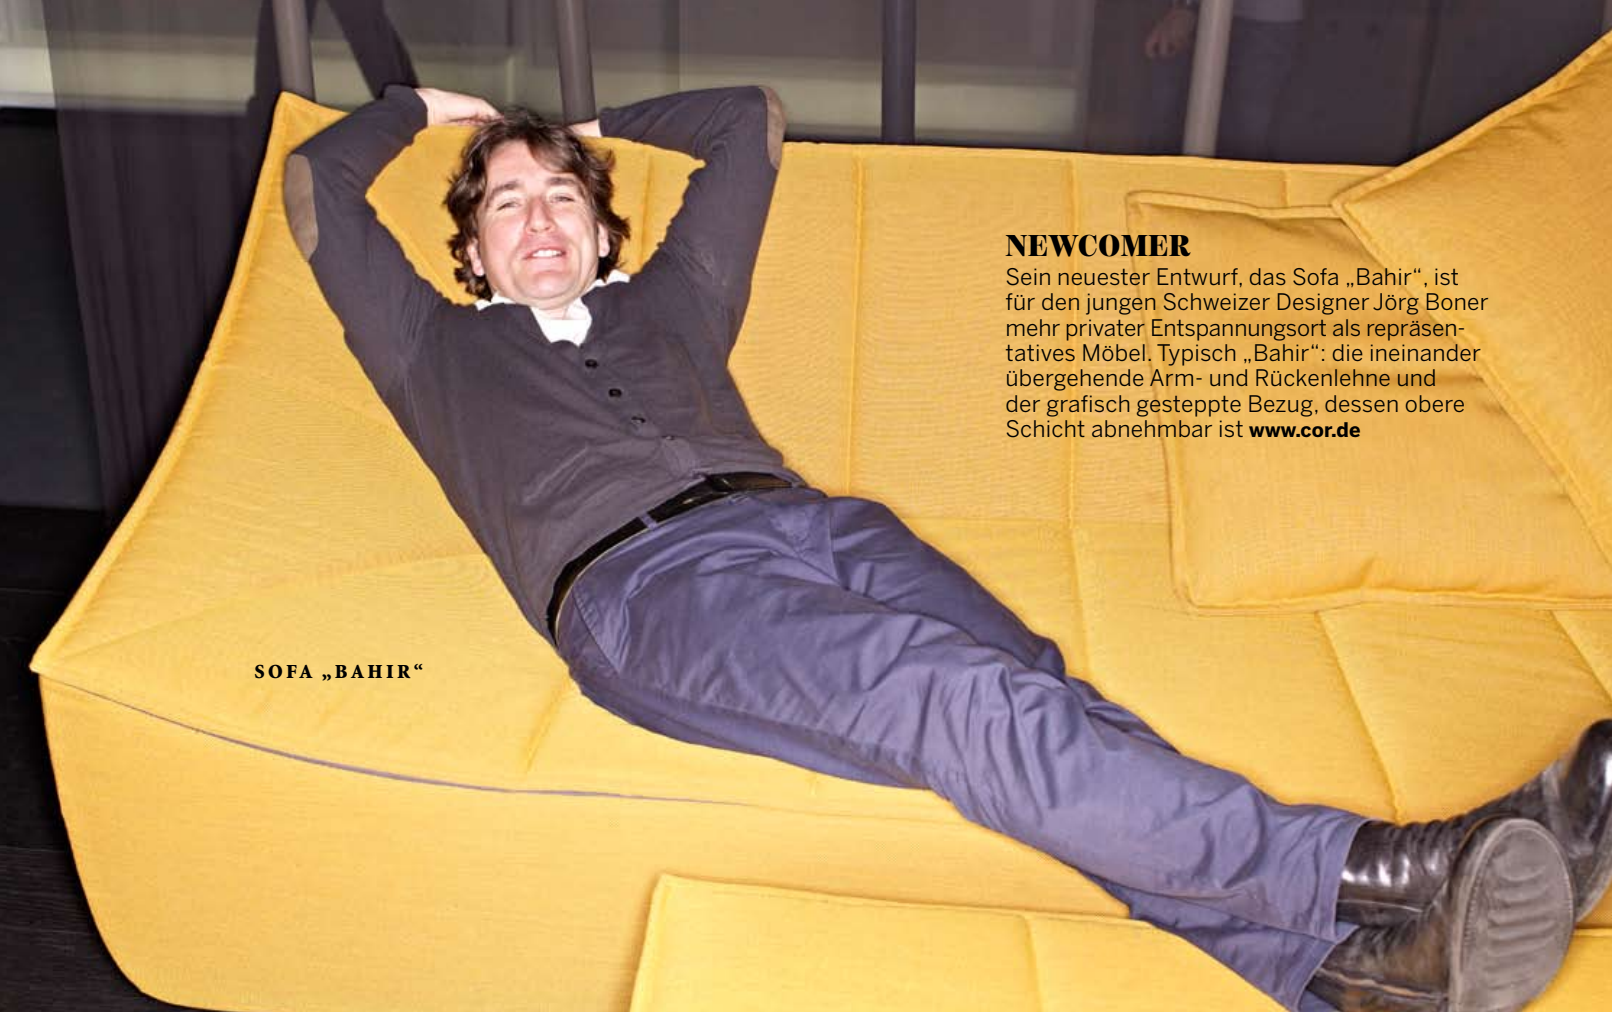 NEWCOMER
Sein neuester Entwurf, das Sofa „Bahir“, ist
für den jungen Schweizer Designer Jörg Boner
mehr privater Entspannungsort als repräsen-
tatives Möbel. Typisch „Bahir“: die ineinander
übergehende Arm- und Rückenlehne und
der grafisch gesteppte Bezug, dessen obere
Schicht abnehmbar ist www.cor.de
SOFA „BAHIR“